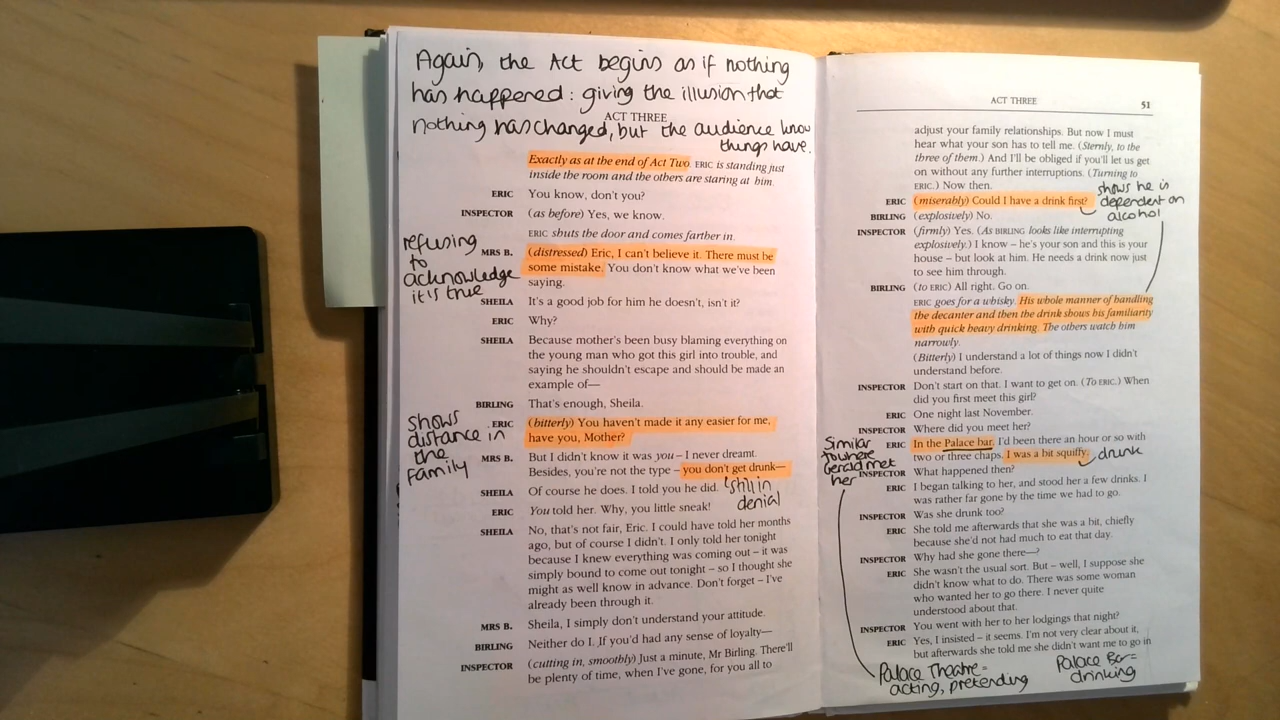 Again, the Act begins as if nothing
has happened: giving the illusion that
ACT THREE
nothing has changed, but the audience know
things have.
Exactly as at the end of Act Two. ERIC is standing just
inside the room and the others are staring at him.
ERIC You know, don't you?
INSPECTOR (as before) Yes, we know.
ERIC shuts the door and comes farther in.
refusing
to
acknowledge
it's true
MRS B. (distressed) Eric, I can't believe it. There must be
some mistake. You don't know what we've been
saying.
SHEILA It's a good job for him he doesn't, isn't it?
ERIC Why?
SHEILA Because mother's been busy blaming everything on
the young man who got this girl into trouble, and
saying he shouldn't escape and should be made an
example of—
BIRLING That's enough, Sheila.
shows
distance in
the
family
ERIC (bitterly) You haven't made it any easier for me,
have you, Mother?
MRS B. But I didn't know it was you – I never dreamt.
Besides, you're not the type – you don't get drunk—
still in
denial
SHEILA Of course he does. I told you he did.
ERIC You told her. Why, you little sneak!
SHEILA No, that's not fair, Eric. I could have told her months
ago, but of course I didn't. I only told her tonight
because I knew everything was coming out – it was
simply bound to come out tonight – so I thought she
might as well know in advance. Don't forget – I've
already been through it.
MRS B. Sheila, I simply don't understand your attitude.
BIRLING Neither do I. If you'd had any sense of loyalty—
INSPECTOR (cutting in, smoothly) Just a minute, Mr Birling. There'll
be plenty of time, when I've gone, for you all to
ACT THREE 51
adjust your family relationships. But now I must
hear what your son has to tell me. (Sternly, to the
three of them.) And I'll be obliged if you'll let us get
on without any further interruptions. (Turning to
ERIC.) Now then.
shows he is
dependent on
alcohol
ERIC (miserably) Could I have a drink first?
BIRLING (explosively) No.
INSPECTOR (firmly) Yes. (As BIRLING looks like interrupting
explosively.) I know – he's your son and this is your
house – but look at him. He needs a drink now just
to see him through.
BIRLING (to ERIC) All right. Go on.
ERIC goes for a whisky. His whole manner of handling
the decanter and then the drink shows his familiarity
with quick heavy drinking. The others watch him
narrowly.
(Bitterly) I understand a lot of things now I didn't
understand before.
INSPECTOR Don't start on that. I want to get on. (To ERIC.) When
did you first meet this girl?
ERIC One night last November.
INSPECTOR Where did you meet her?
Similar
to where
Gerald met
her
ERIC In the Palace bar. I'd been there an hour or so with
two or three chaps. I was a bit squiffy.
drunk
INSPECTOR What happened then?
ERIC I began talking to her, and stood her a few drinks. I
was rather far gone by the time we had to go.
INSPECTOR Was she drunk too?
ERIC She told me afterwards that she was a bit, chiefly
because she'd not had much to eat that day.
INSPECTOR Why had she gone there—?
ERIC She wasn't the usual sort. But – well, I suppose she
didn't know what to do. There was some woman
who wanted her to go there. I never quite
understood about that.
INSPECTOR You went with her to her lodgings that night?
ERIC Yes, I insisted – it seems. I'm not very clear about it,
but afterwards she told me she didn't want me to go in
Palace Theatre =
acting, pretending
Palace Bar =
drinking